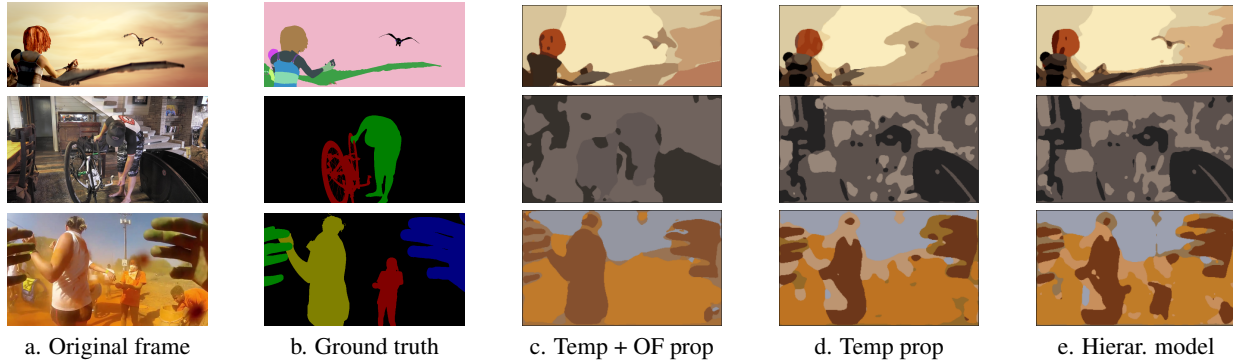 a. Original frame
b. Ground truth
c. Temp + OF prop
d. Temp prop
e. Hierar. model